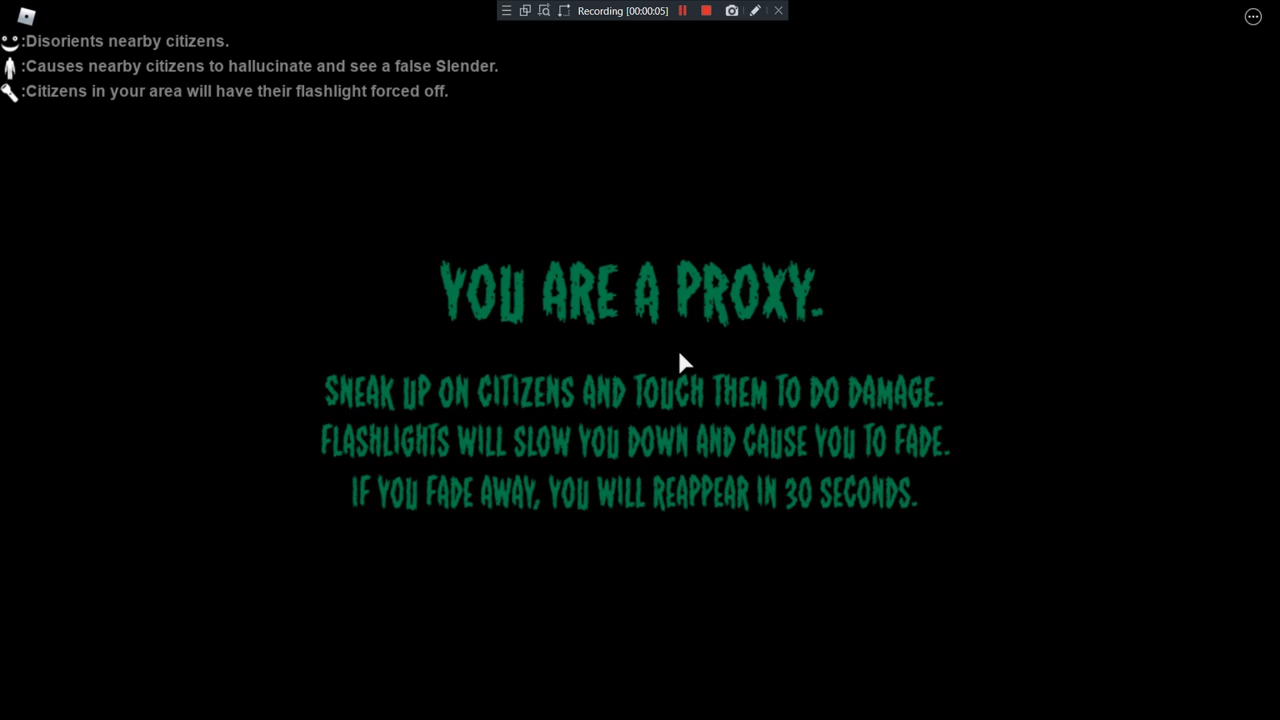 Recording [00:00:05]
:Disorients nearby citizens.
:Causes nearby citizens to hallucinate and see a false Slender.
:Citizens in your area will have their flashlight forced off.
YOU ARE A PROXY.
SNEAK UP ON CITIZENS AND TOUCH THEM TO DO DAMAGE.
FLASHLIGHTS WILL SLOW YOU DOWN AND CAUSE YOU TO FADE.
IF YOU FADE AWAY, YOU WILL REAPPEAR IN 30 SECONDS.